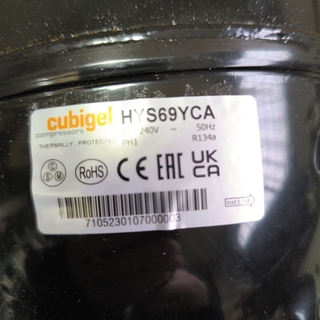 cubigel HYS69YCA
compressors 240V ~ 50Hz
THERMALLY PROTECTED PH1 R134a
C S M RoHS CE EAC UK CA
7105230107000003